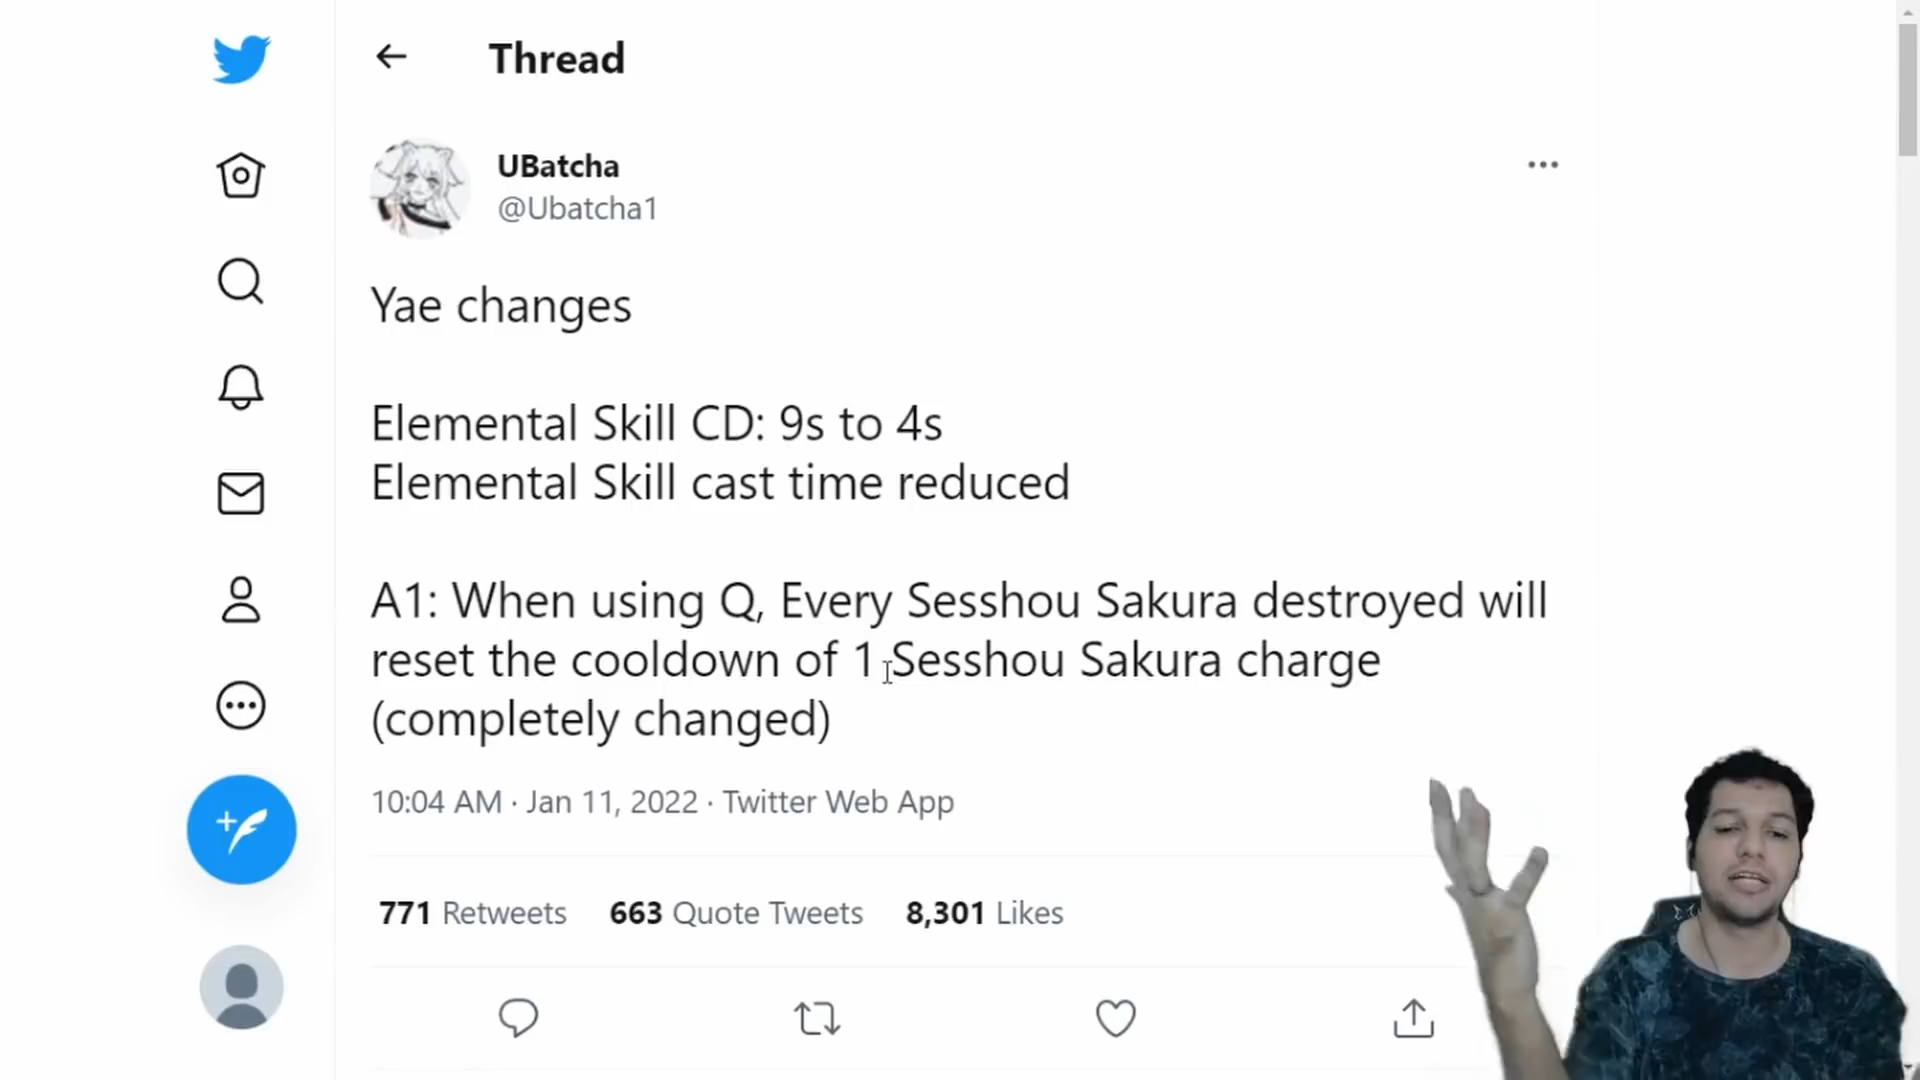 Thread
UBatcha
@Ubatcha1
Yae changes
Elemental Skill CD: 9s to 4s
Elemental Skill cast time reduced
A1: When using Q, Every Sesshou Sakura destroyed will
reset the cooldown of 1 Sesshou Sakura charge
(completely changed)
10:04 AM · Jan 11, 2022 · Twitter Web App
771 Retweets 663 Quote Tweets 8,301 Likes